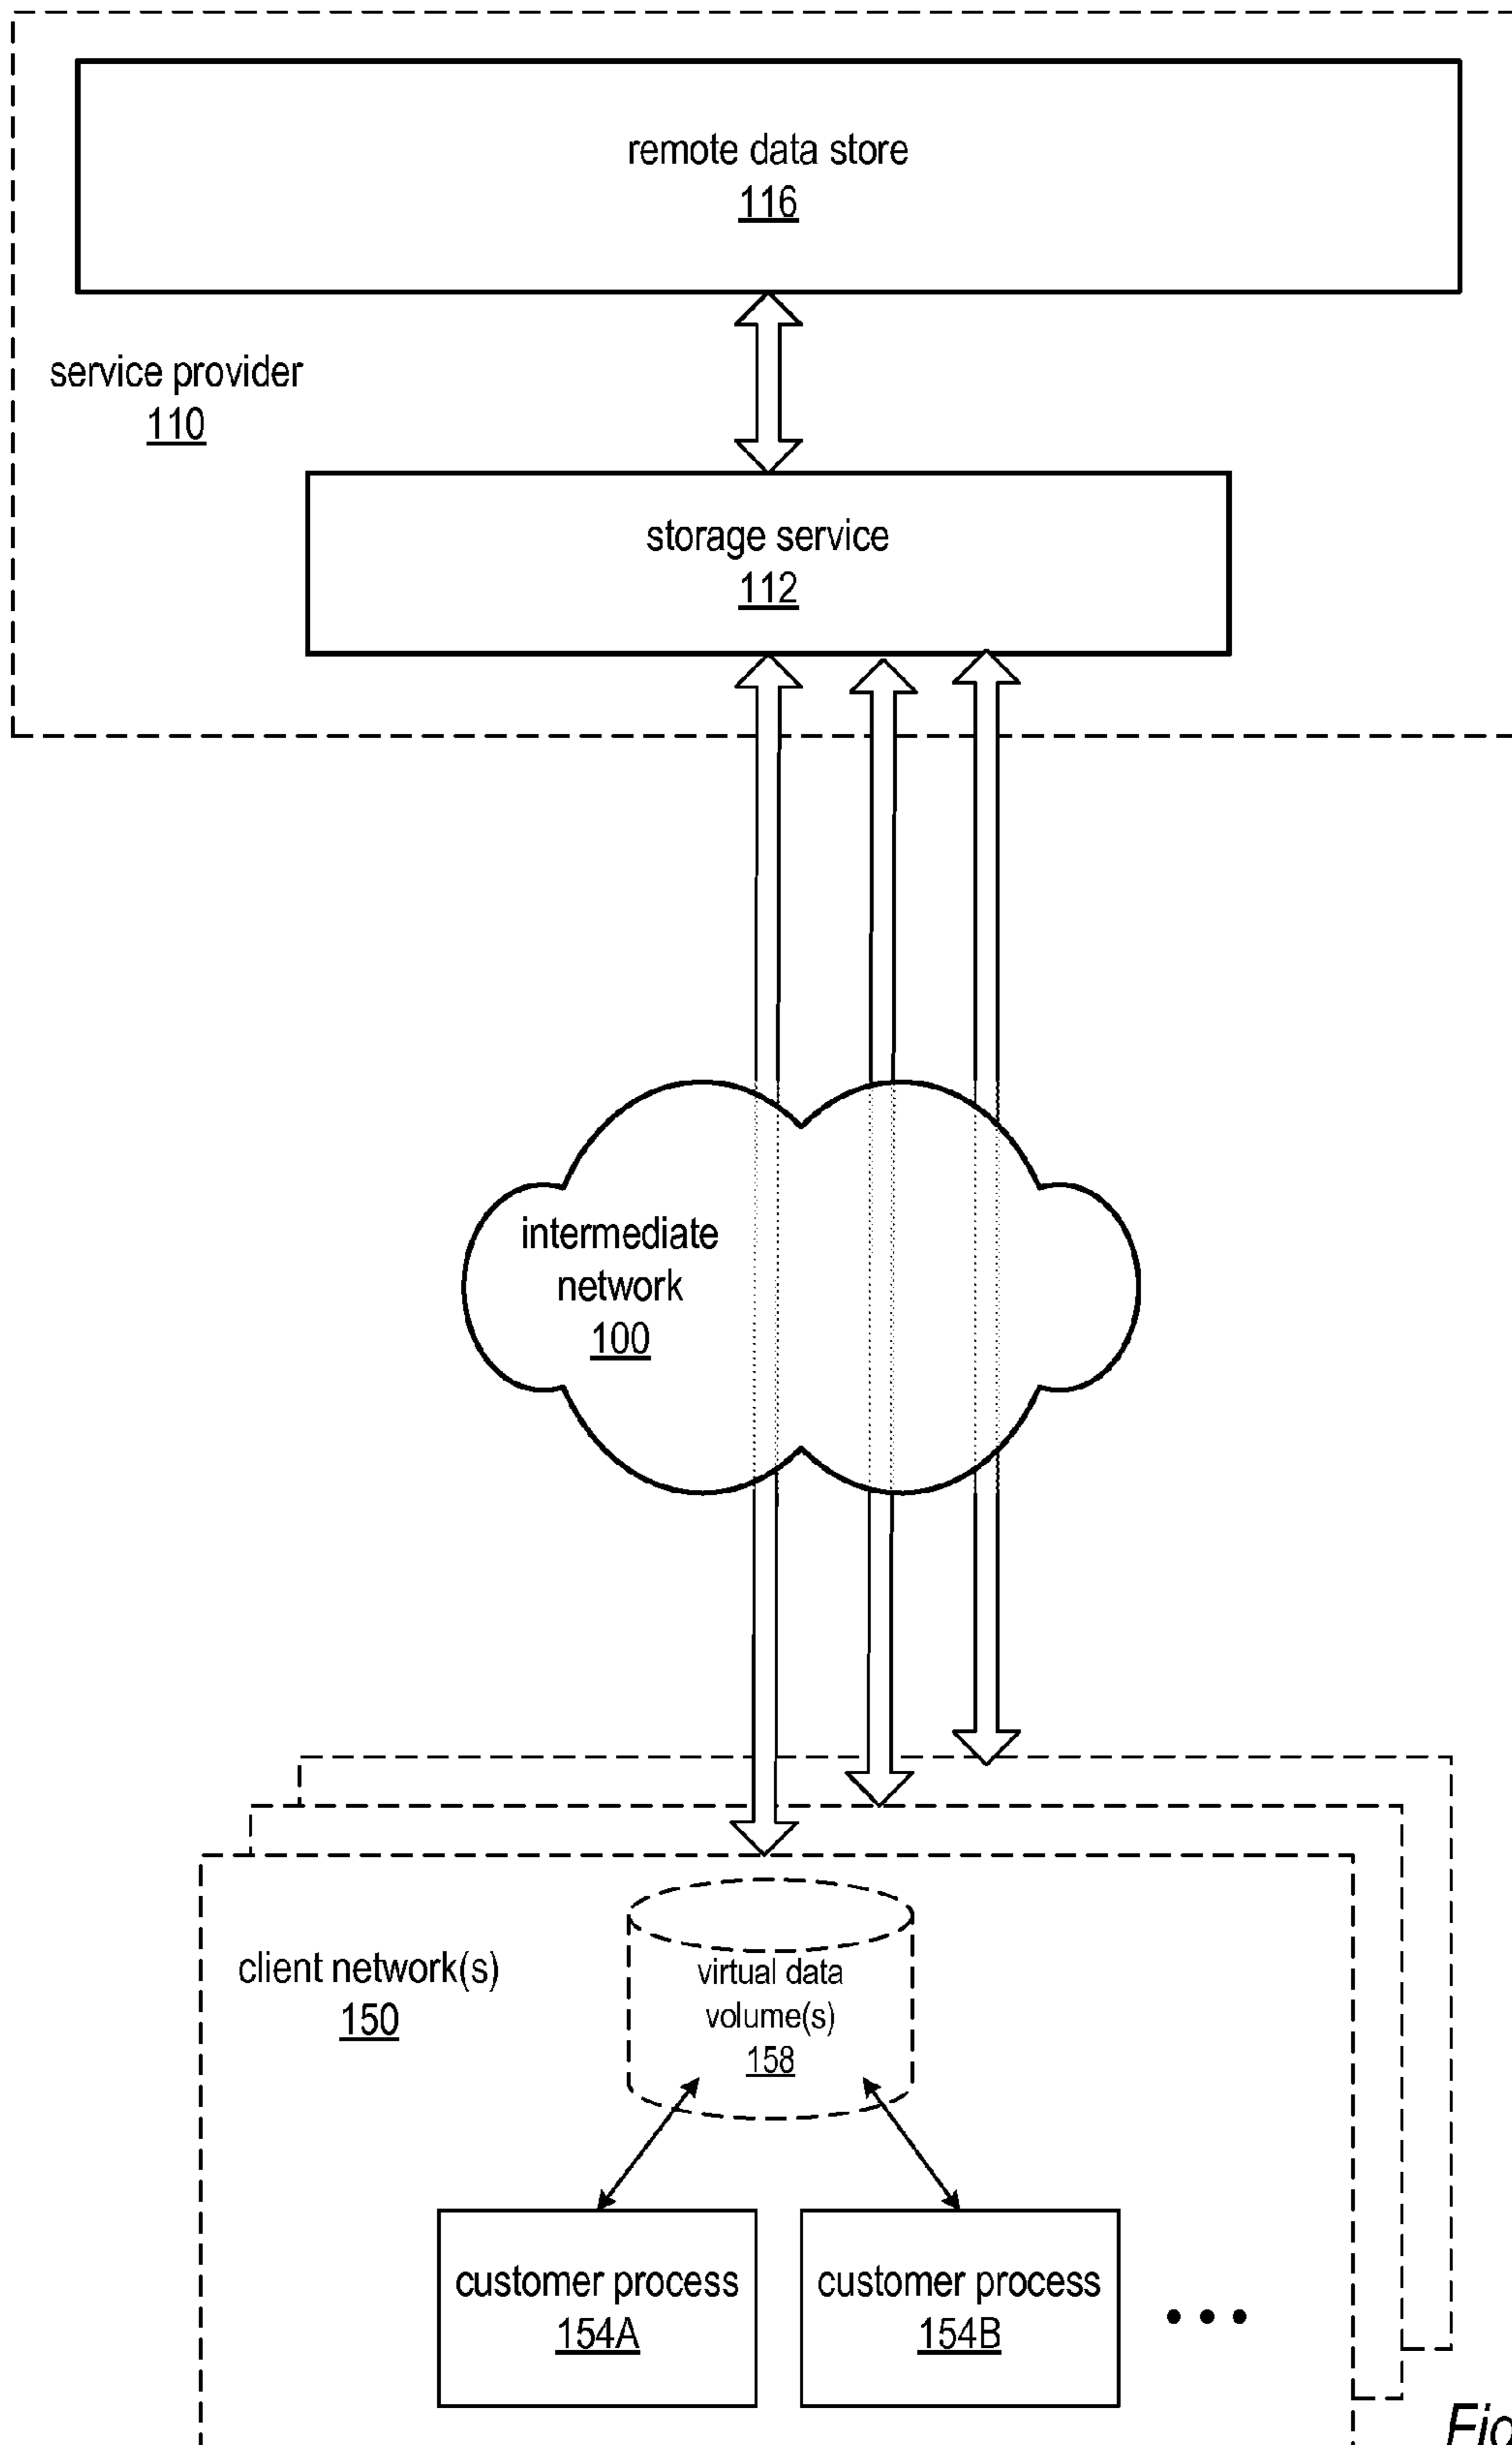 remote data store
116
service provider
110
storage service
112
intermediate
network
100
client network(s)
150
virtual data
volume(s)
158
customer process
154A
customer process
154B